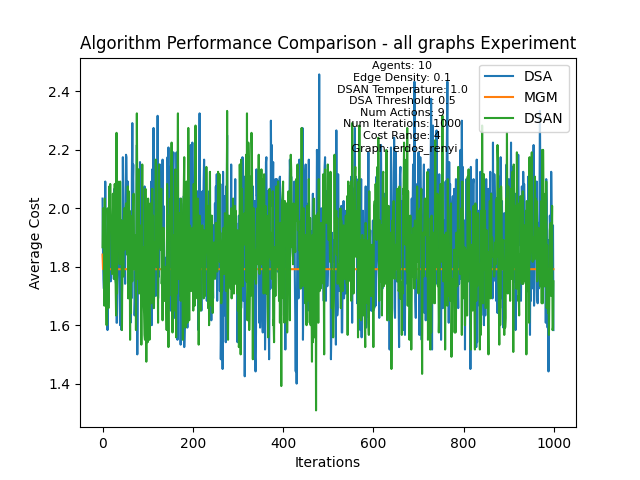 Algorithm Performance Comparison - all graphs Experiment
Agents: 10
Edge Density: 0.1
DSAN Temperature: 1.0
DSA Threshold: 0.5
Num Actions: 9
Num Iterations: 1000
Cost Range: 4
Graph: erdos_renyi
DSA
MGM
DSAN
Average Cost
2.4
2.2
2.0
1.8
1.6
1.4
0
200
400
600
800
1000
Iterations